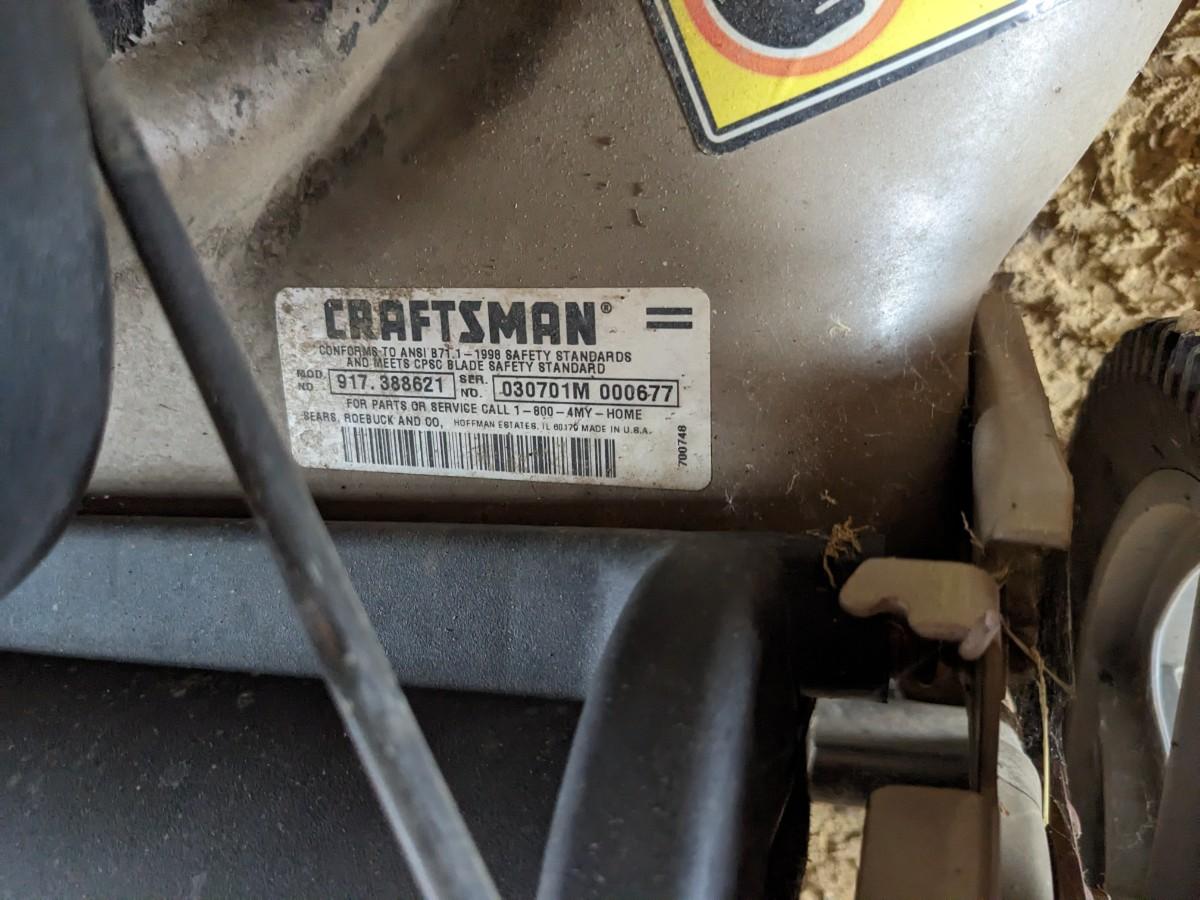 CRAFTSMAN®
CONFORMS TO ANSI B71.1-1998 SAFETY STANDARDS
AND MEETS CPSC BLADE SAFETY STANDARD
MOD. NO. 917.388621 SER. NO. 030701M 000677
FOR PARTS OR SERVICE CALL 1-800-4MY-HOME
SEARS, ROEBUCK AND CO, HOFFMAN ESTATES, IL 60179 MADE IN U.S.A.
700748